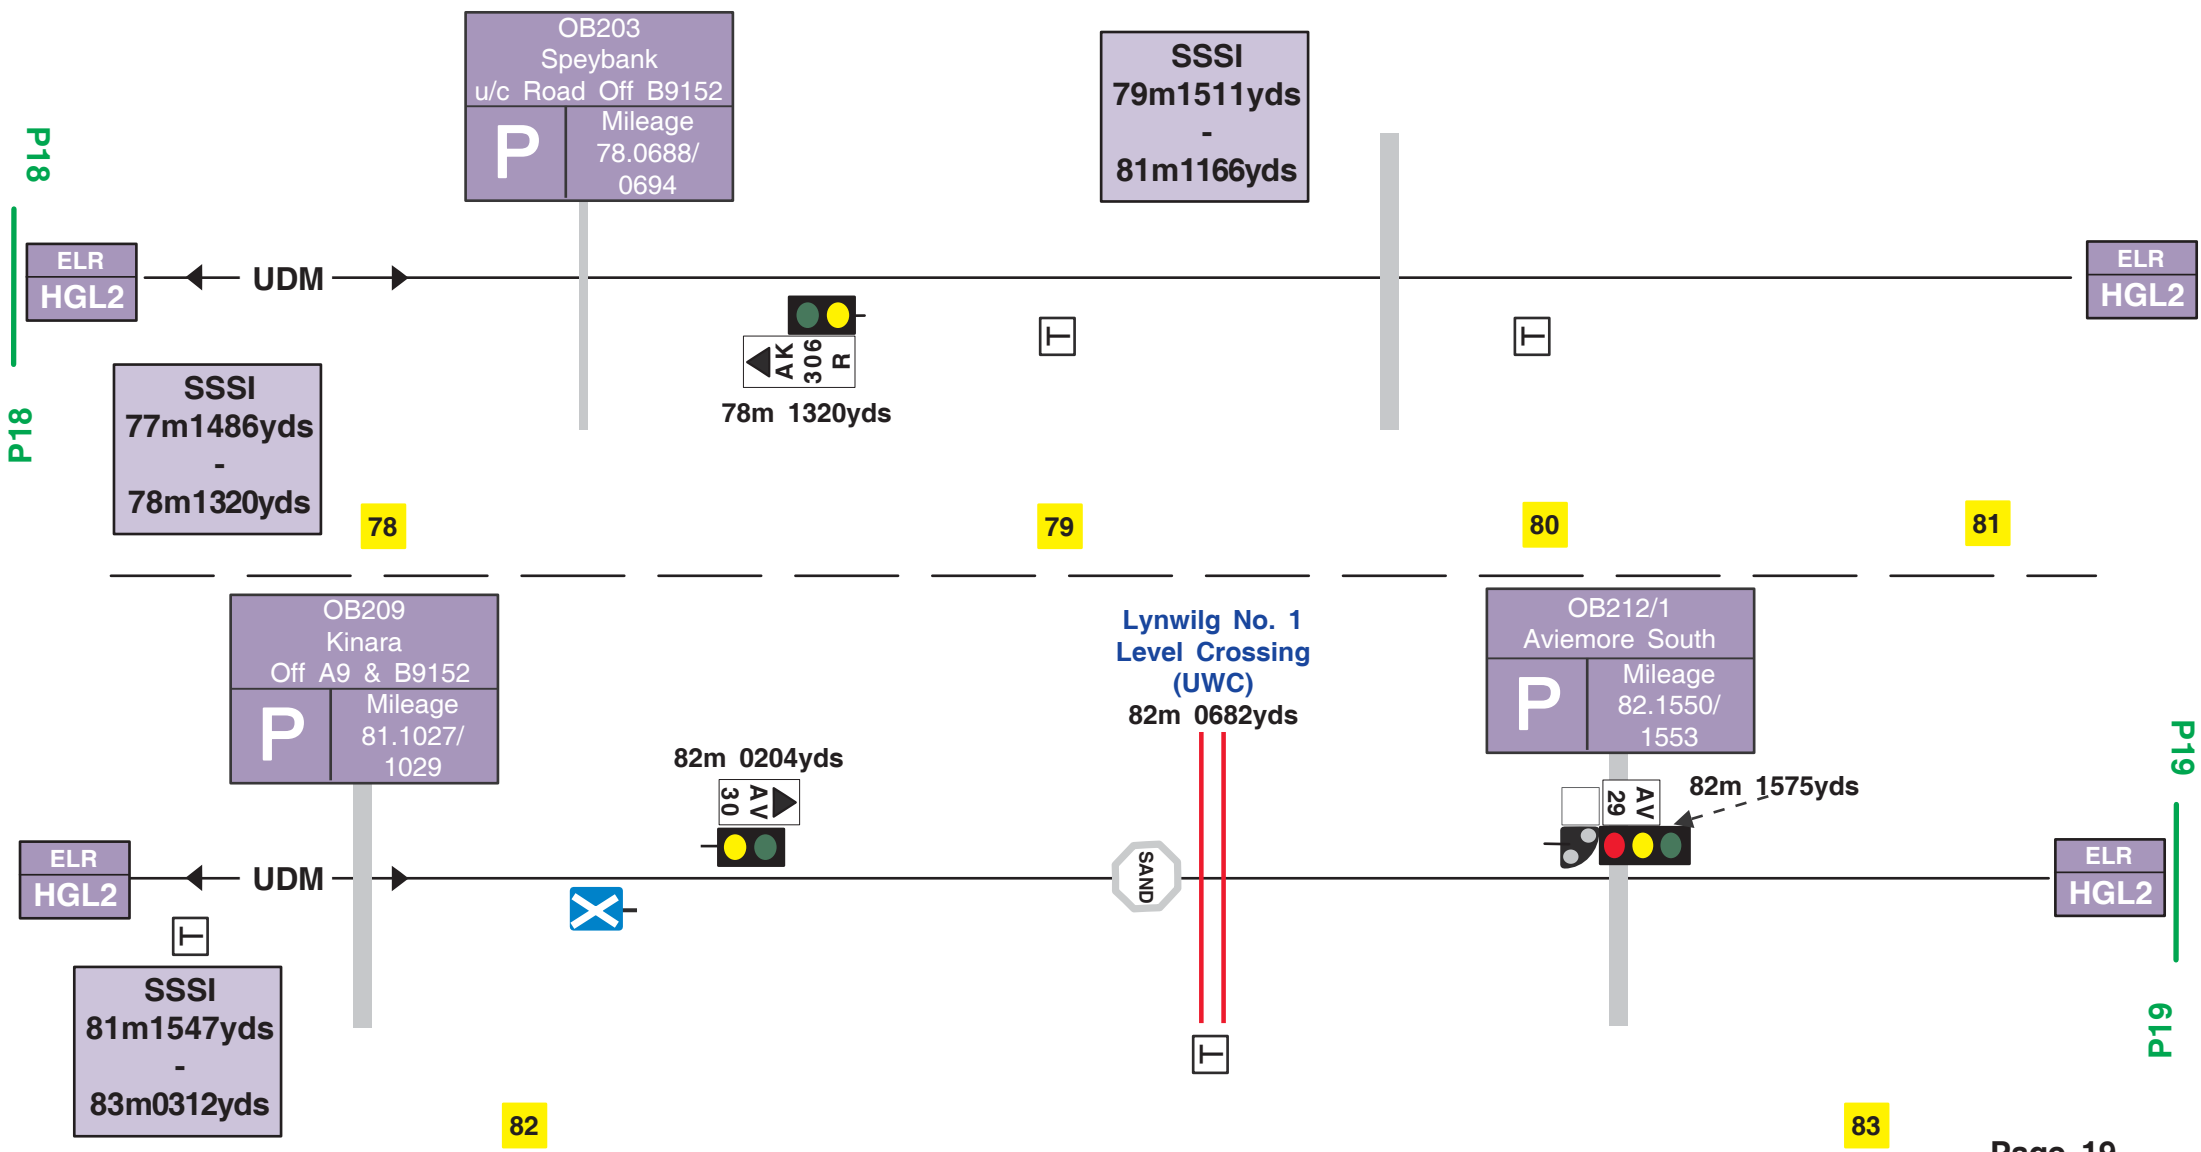 OB203
Speybank
u/c Road Off B9152
P
Mileage
78.0688/
0694
SSSI
79m1511yds
-
81m1166yds
P18
P18
ELR
HGL2
UDM
ELR
HGL2
AK
306
R
78m 1320yds
T
T
SSSI
77m1486yds
-
78m1320yds
78
79
80
81
OB209
Kinara
Off A9 & B9152
P
Mileage
81.1027/
1029
Lynwilg No. 1
Level Crossing
(UWC)
82m 0682yds
OB212/1
Aviemore South
P
Mileage
82.1550/
1553
82m 0204yds
AV
30
AV
29
82m 1575yds
P19
P19
ELR
HGL2
UDM
SAND
ELR
HGL2
T
SSSI
81m1547yds
-
83m0312yds
T
82
83
Page 19